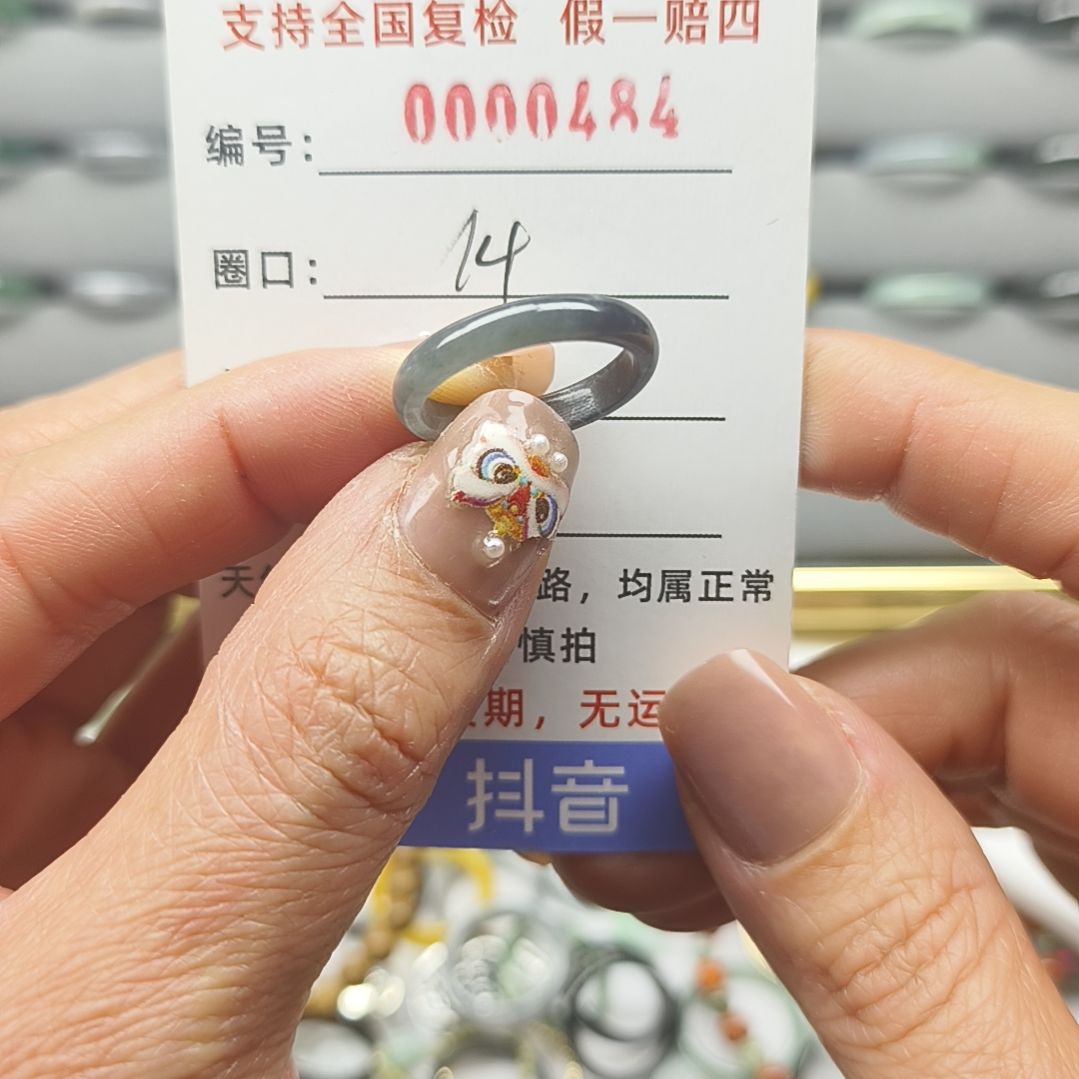 支持全国复检 假一赔四
编号: 0000484
圈口: 14
天 路，均属正常
慎拍
期，无运
抖音